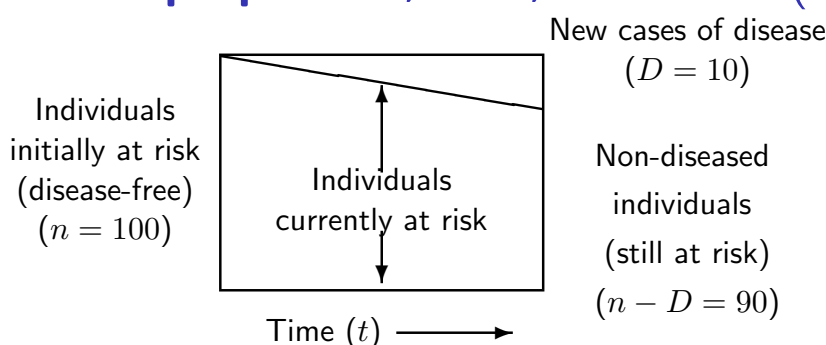 New cases of disease
(D = 10)
Individuals
initially at risk
(disease-free)
(n = 100)
Individuals
currently at risk
Non-diseased
individuals
(still at risk)
(n − D = 90)
Time (t)